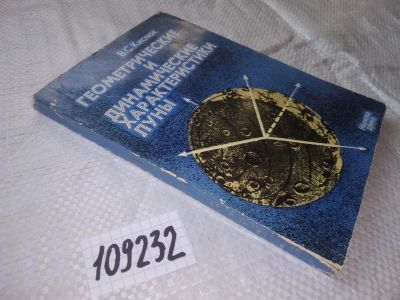 В.С.Кислюк
ГЕОМЕТРИЧЕСКИЕ
И
ДИНАМИЧЕСКИЕ
ХАРАКТЕРИСТИКИ
ЛУНЫ
109232